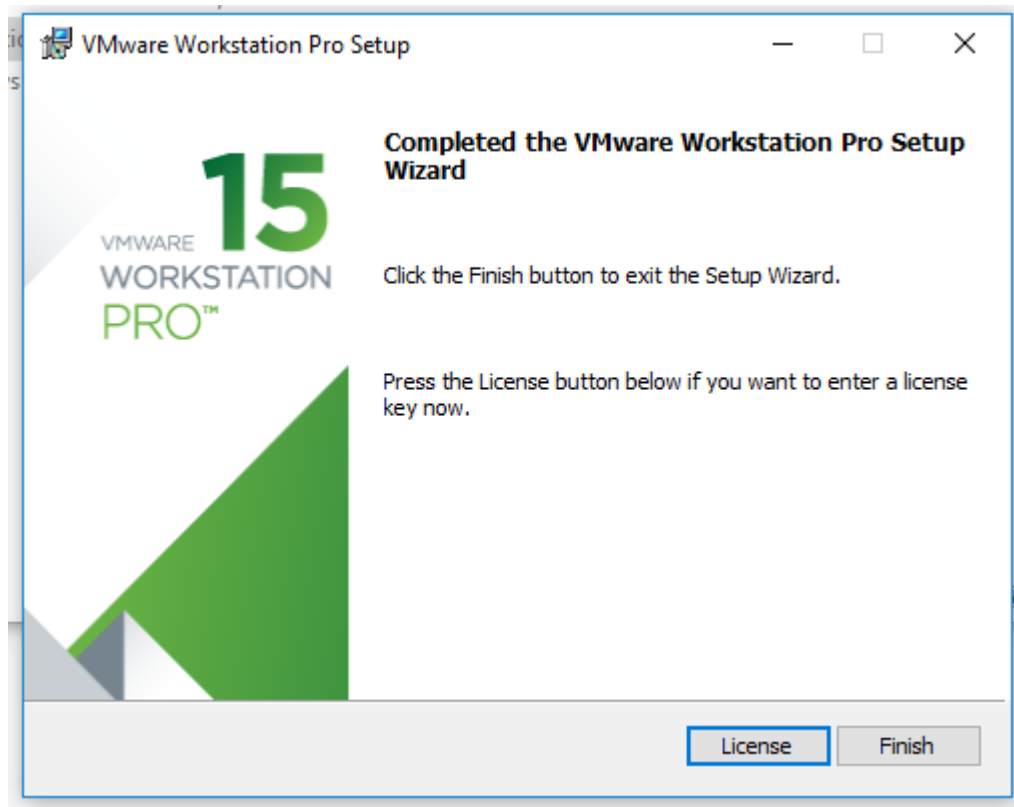 VMware Workstation Pro Setup
15
VMWARE
WORKSTATION
PRO™
Completed the VMware Workstation Pro Setup
Wizard
Click the Finish button to exit the Setup Wizard.
Press the License button below if you want to enter a license
key now.
License
Finish